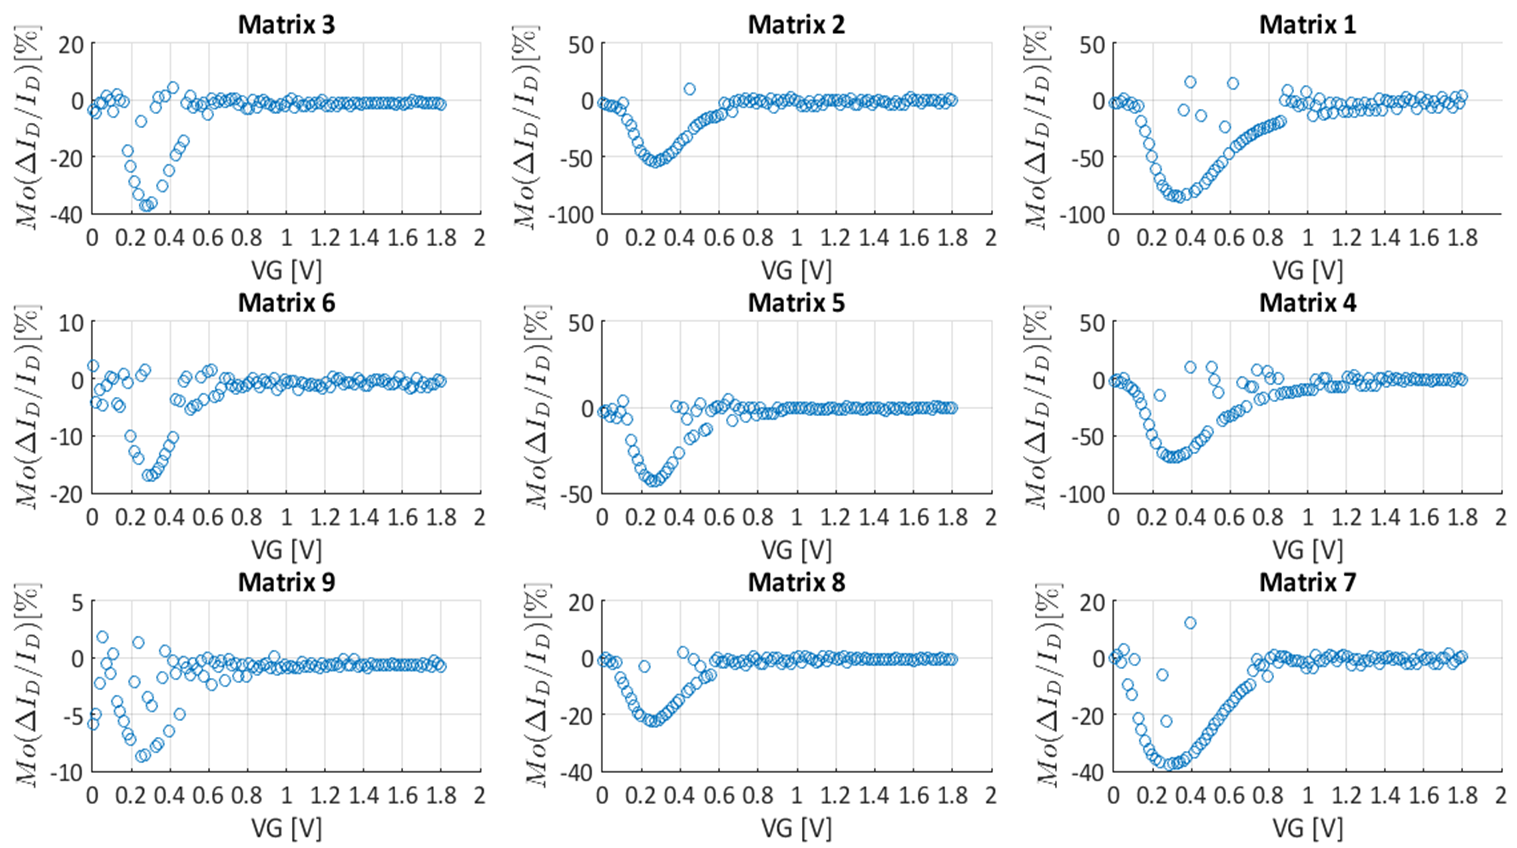 Matrix 3
Mo(ΔI_D/I_D)[%]
20
0
-20
-40
0 0.2 0.4 0.6 0.8 1 1.2 1.4 1.6 1.8 2
VG [V]
Matrix 2
Mo(ΔI_D/I_D)[%]
50
0
-50
-100
0 0.2 0.4 0.6 0.8 1 1.2 1.4 1.6 1.8 2
VG [V]
Matrix 1
Mo(ΔI_D/I_D)[%]
50
0
-50
-100
0 0.2 0.4 0.6 0.8 1 1.2 1.4 1.6 1.8
VG [V]
Matrix 6
Mo(ΔI_D/I_D)[%]
10
0
-10
-20
0 0.2 0.4 0.6 0.8 1 1.2 1.4 1.6 1.8 2
VG [V]
Matrix 5
Mo(ΔI_D/I_D)[%]
50
0
-50
0 0.2 0.4 0.6 0.8 1 1.2 1.4 1.6 1.8 2
VG [V]
Matrix 4
Mo(ΔI_D/I_D)[%]
50
0
-50
-100
0 0.2 0.4 0.6 0.8 1 1.2 1.4 1.6 1.8 2
VG [V]
Matrix 9
Mo(ΔI_D/I_D)[%]
5
0
-5
-10
0 0.2 0.4 0.6 0.8 1 1.2 1.4 1.6 1.8 2
VG [V]
Matrix 8
Mo(ΔI_D/I_D)[%]
20
0
-20
-40
0 0.2 0.4 0.6 0.8 1 1.2 1.4 1.6 1.8 2
VG [V]
Matrix 7
Mo(ΔI_D/I_D)[%]
20
0
-20
-40
0 0.2 0.4 0.6 0.8 1 1.2 1.4 1.6 1.8 2
VG [V]